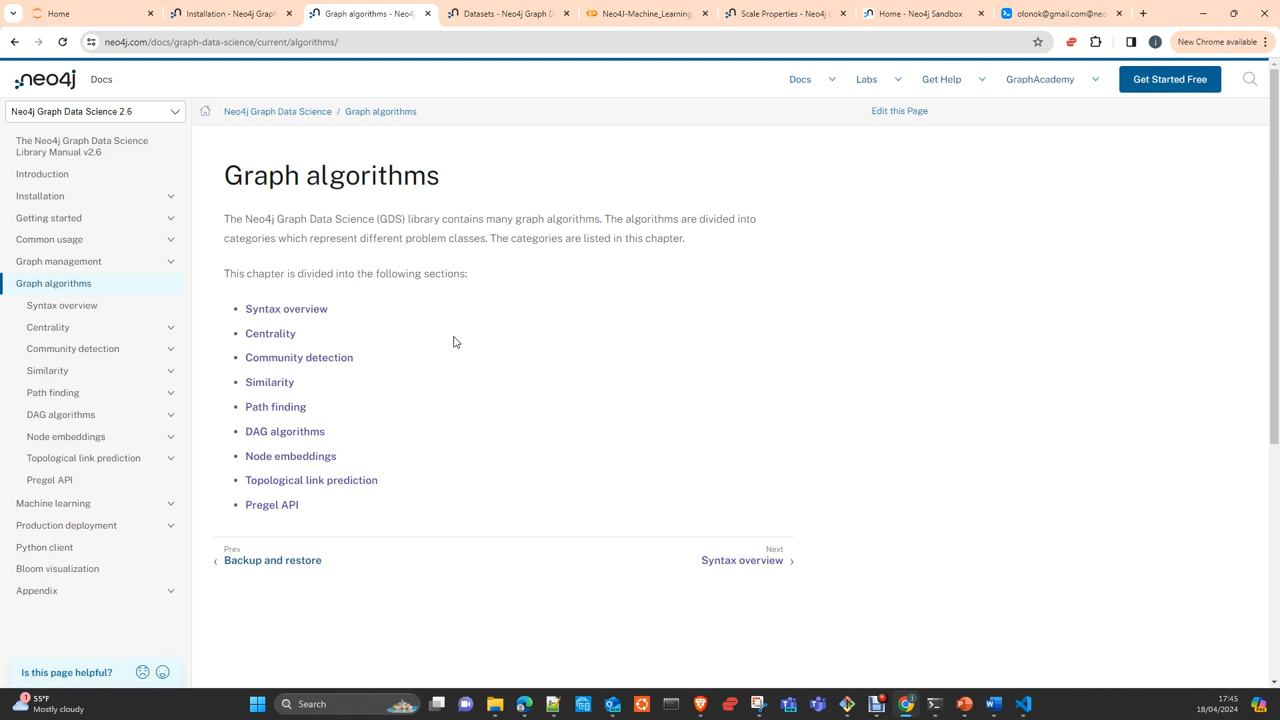 Home
Installation - Neo4j Graph
Graph algorithms - Neo4j
Datasets - Neo4j Graph D
Neo4J-Machine_Learning_
Scale Properties - Neo4j G
Home - Neo4j Sandbox
olonok@gmail.com@neo
neo4j.com/docs/graph-data-science/current/algorithms/
New Chrome available
neo4j
Docs
Docs
Labs
Get Help
GraphAcademy
Get Started Free
Neo4j Graph Data Science 2.6
Neo4j Graph Data Science / Graph algorithms
Edit this Page
The Neo4j Graph Data Science
Library Manual v2.6
Introduction
Installation
Getting started
Common usage
Graph management
Graph algorithms
Syntax overview
Centrality
Community detection
Similarity
Path finding
DAG algorithms
Node embeddings
Topological link prediction
Pregel API
Machine learning
Production deployment
Python client
Bloom visualization
Appendix
Is this page helpful?
Graph algorithms
The Neo4j Graph Data Science (GDS) library contains many graph algorithms. The algorithms are divided into
categories which represent different problem classes. The categories are listed in this chapter.
This chapter is divided into the following sections:
• Syntax overview
• Centrality
• Community detection
• Similarity
• Path finding
• DAG algorithms
• Node embeddings
• Topological link prediction
• Pregel API
Prev
Backup and restore
Next
Syntax overview
1
55°F
Mostly cloudy
Search
17:45
18/04/2024